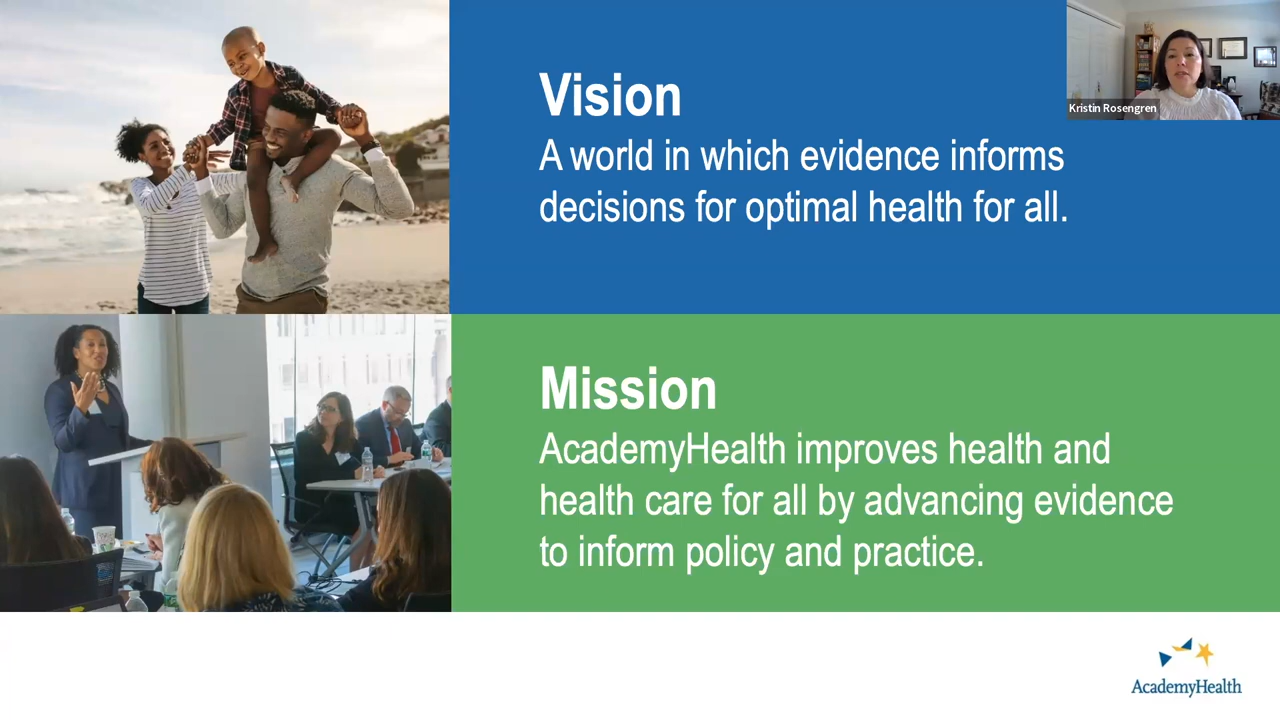 Vision
A world in which evidence informs
decisions for optimal health for all.
Kristin Rosengren
Mission
AcademyHealth improves health and
health care for all by advancing evidence
to inform policy and practice.
AcademyHealth